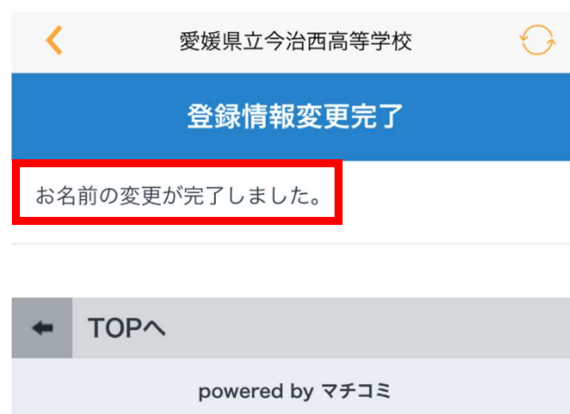 愛媛県立今治西高等学校
登録情報変更完了
お名前の変更が完了しました。
TOPへ
powered by マチコミ